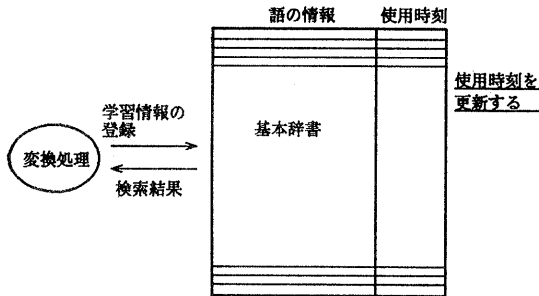 語の情報
使用時刻
使用時刻を
更新する
学習情報の
登録
基本辞書
変換処理
検索結果